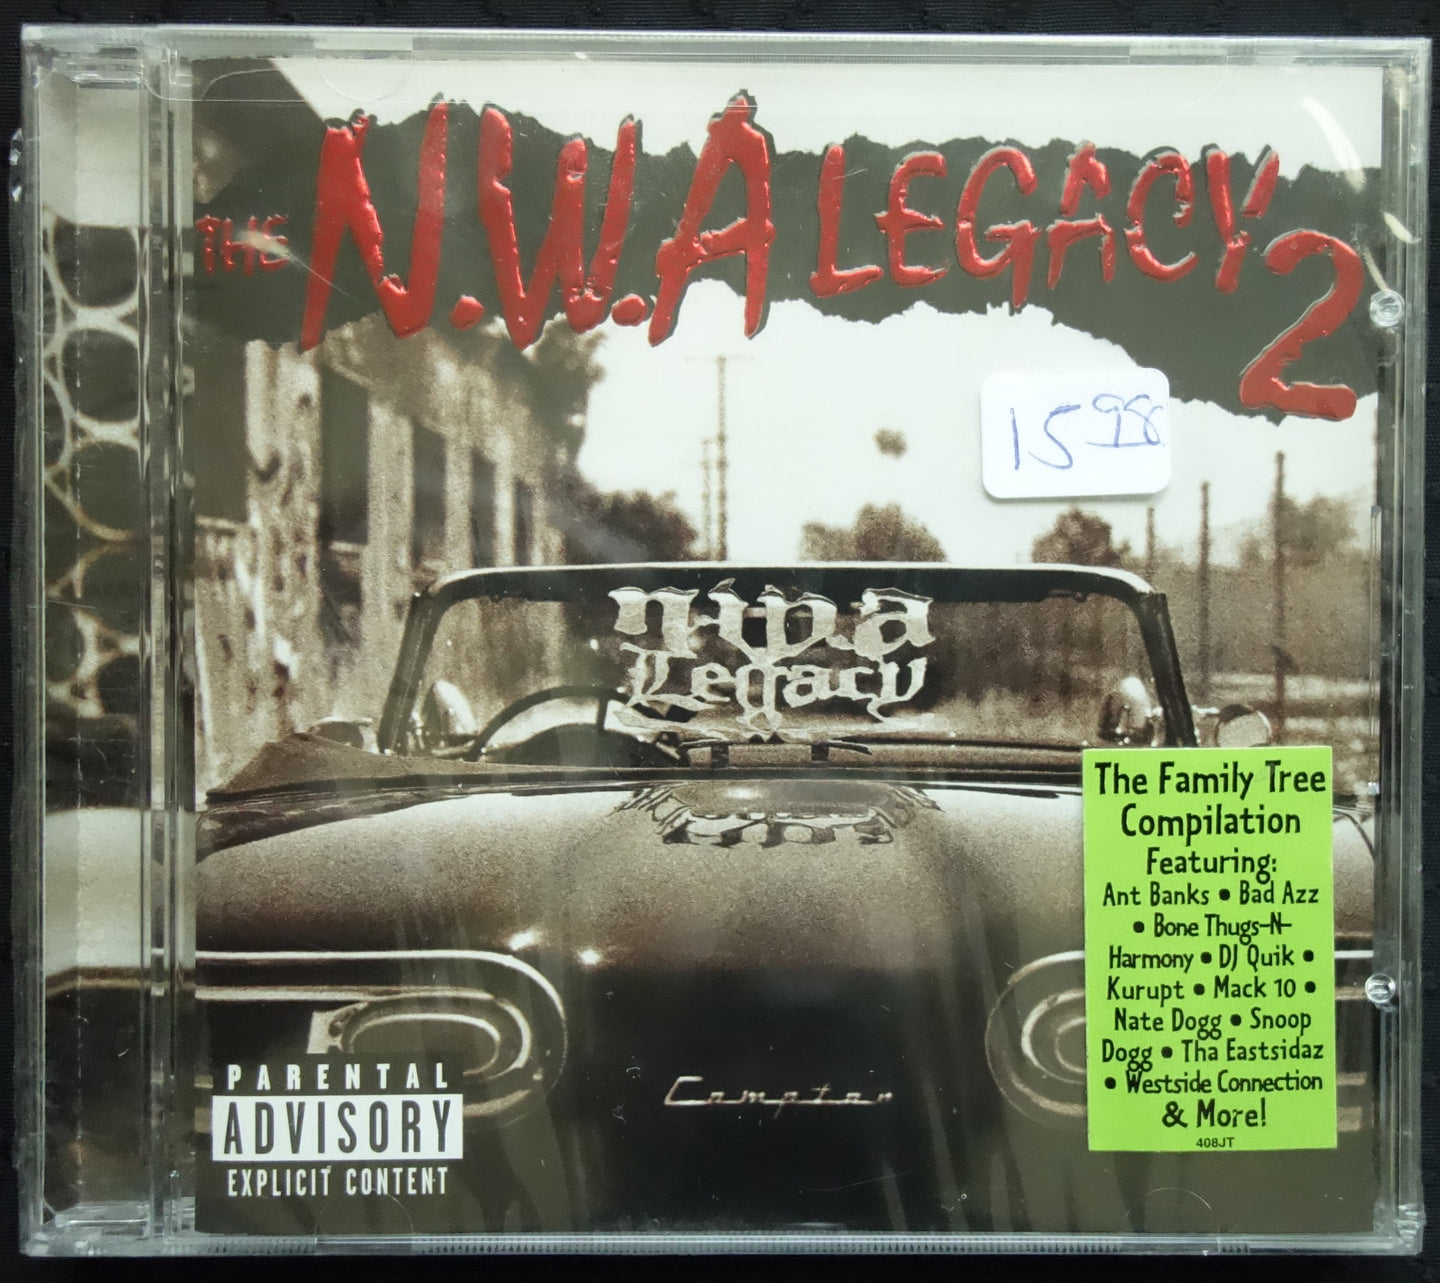 THE N.W.A LEGACY 2
15 98
n.w.a
Legacy
The Family Tree
Compilation
Featuring:
Ant Banks • Bad Azz
• Bone Thugs-N-
Harmony • DJ Quik •
Kurupt • Mack 10 •
Nate Dogg • Snoop
Dogg • Tha Eastsidaz
• Westside Connection
& More!
408JT
Compton
PARENTAL
ADVISORY
EXPLICIT CONTENT